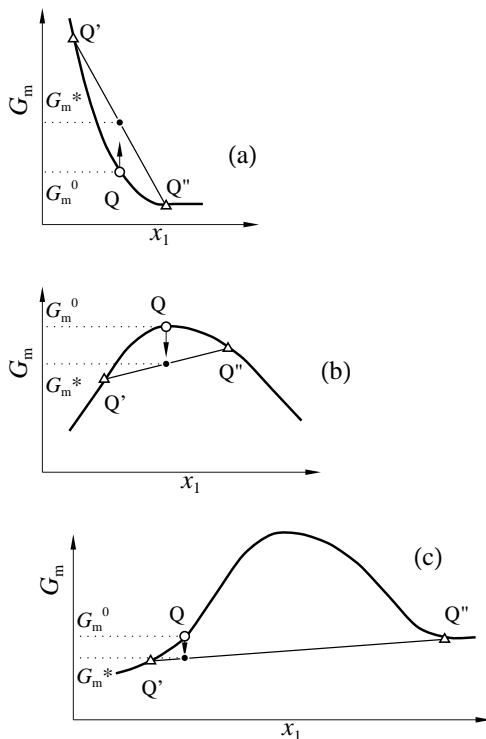 Q'
G_m
G_m*
(a)
G_m^0
Q
Q"
x_1
G_m^0
Q
G_m
(b)
G_m*
Q'
Q"
x_1
(c)
G_m
G_m^0
Q
Q"
G_m*
Q'
x_1